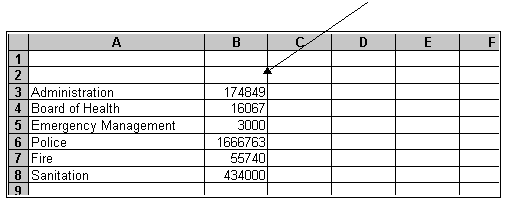 A B C D E F
1
2
3 Administration 174849
4 Board of Health 16067
5 Emergency Management 3000
6 Police 1666763
7 Fire 55740
8 Sanitation 434000
9